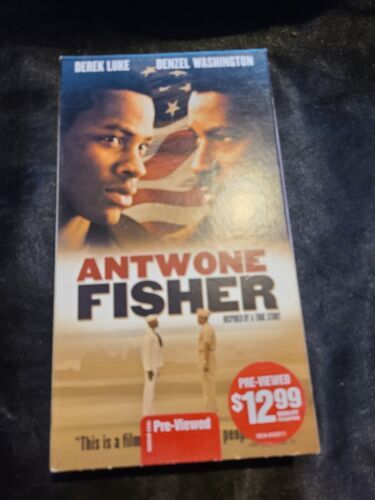 DEREK LUKE DENZEL WASHINGTON
ANTWONE
FISHER
INSPIRED BY A TRUE STORY
PRE-VIEWED
$12.99
Pre-Viewed
"This is a film